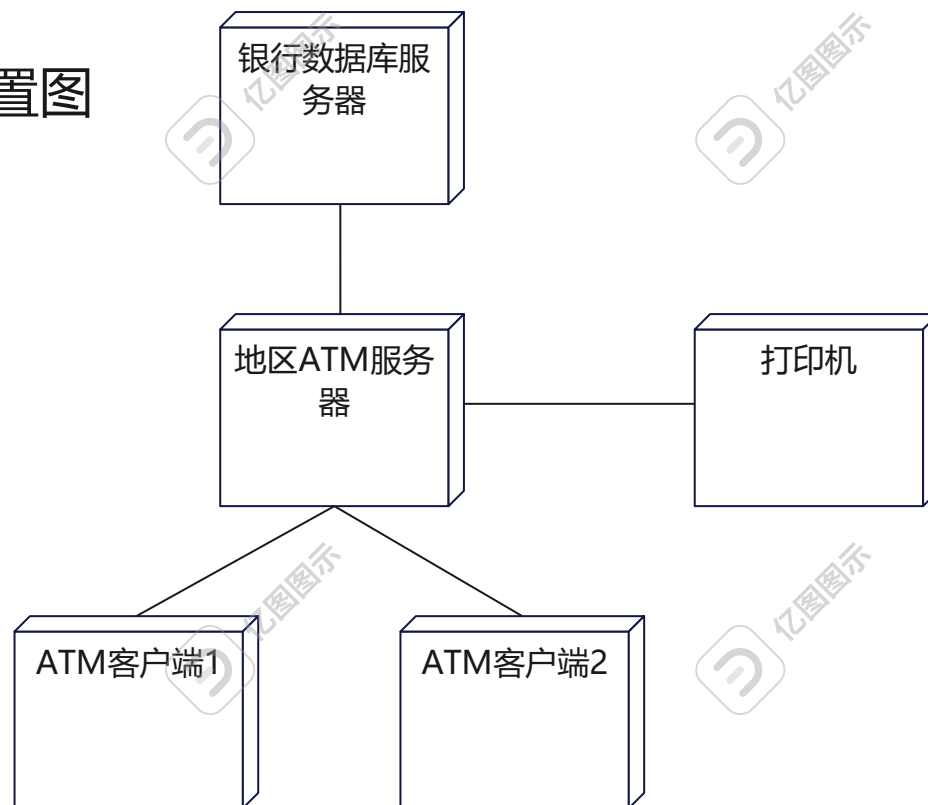 置图
银行数据库服
务器
地区ATM服务
器
打印机
ATM客户端1
ATM客户端2
亿图图示
亿图图示
亿图图示
亿图图示